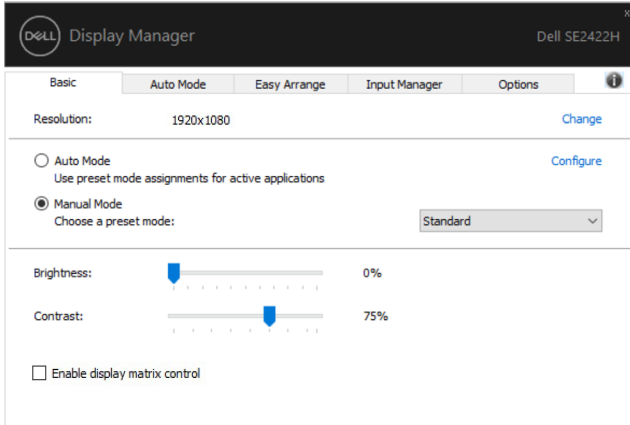 DELL Display Manager
Dell SE2422H
x
Basic
Auto Mode
Easy Arrange
Input Manager
Options
i
Resolution:
1920x1080
Change
Auto Mode
Configure
Use preset mode assignments for active applications
Manual Mode
Choose a preset mode:
Standard
Brightness:
0%
Contrast:
75%
Enable display matrix control